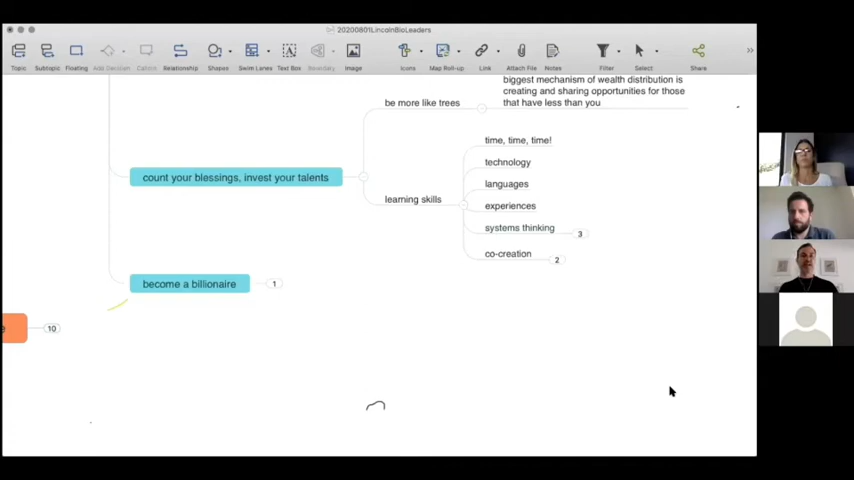 20200801LincolnBioLeaders
Topic
Subtopic
Floating
Add Decision
Callout
Relationship
Shapes
Swim Lanes
Text Box
Boundary
Image
Icons
Map Roll-up
Link
Attach File
Notes
Filter
Select
Share
biggest mechanism of wealth distribution is
creating and sharing opportunities for those
that have less than you
be more like trees
time, time, time!
technology
count your blessings, invest your talents
languages
learning skills
experiences
systems thinking
3
co-creation
2
become a billionaire
1
e
10